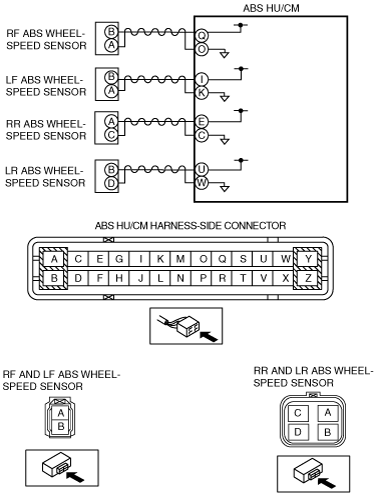 ABS HU/CM
RF ABS WHEEL-
SPEED SENSOR
B
A
Q
O
LF ABS WHEEL-
SPEED SENSOR
B
A
I
K
RR ABS WHEEL-
SPEED SENSOR
A
C
E
C
LR ABS WHEEL-
SPEED SENSOR
B
D
U
W
ABS HU/CM HARNESS-SIDE CONNECTOR
A C E G I K M O Q S U W Y
B D F H J L N P R T V X Z
RF AND LF ABS WHEEL-
SPEED SENSOR
A
B
RR AND LR ABS WHEEL-
SPEED SENSOR
C A
D B